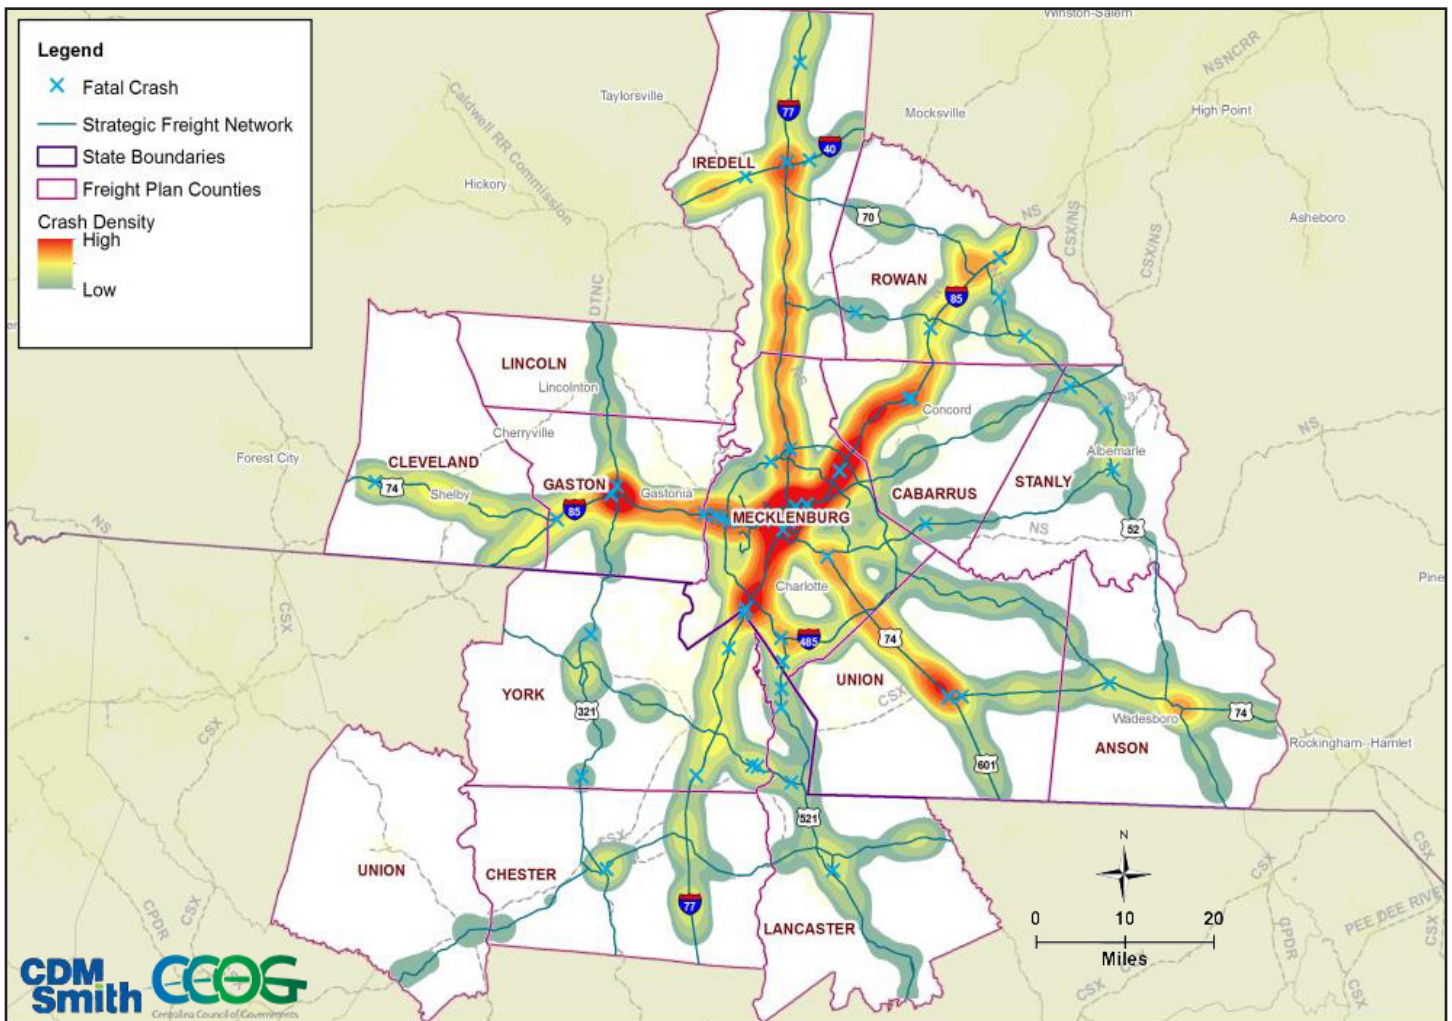 Legend
Fatal Crash
Strategic Freight Network
State Boundaries
Freight Plan Counties
Crash Density
High
Low
Winston-Salem
NSNCRR
Taylorsville
Mocksville
High Point
Caldwell RR Commission
77
40
IREDELL
Hickory
70
NS
CSX/NS
CSX/NS
Asheboro
ROWAN
85
DTNC
LINCOLN
Lincolnton
NS
Concord
Cherryville
NS
Forest City
CLEVELAND
74
Shelby
GASTON
Gastonia
85
Albemarle
STANLY
CABARRUS
MECKLENBURG
NS
52
NS
Charlotte
CSX
Pine
485
74
YORK
321
UNION
CSX
CSX
Wadesboro
74
ANSON
Rockingham--Hamlet
601
521
CSX
UNION
CHESTER
77
LANCASTER
CPDR
CSX
N
0 10 20
Miles
CSX
CSX
CPDR
PEE DEE RIVER
CSX
CSX
CSX
CDM
Smith
CCOG
Centralina Council of Governments